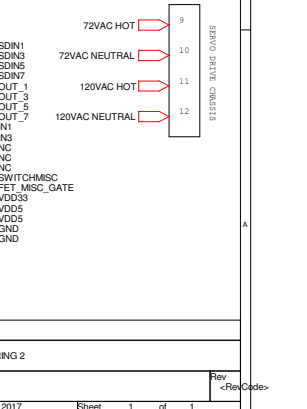 72VAC HOT 9
72VAC NEUTRAL 10
120VAC HOT 11
120VAC NEUTRAL 12
SERVO DRIVE CHASSIS
SDIN1
SDIN3
SDIN5
SDIN7
OUT_1
OUT_3
OUT_5
OUT_7
IN1
IN3
NC
NC
NC
SWITCHMISC
FET_MISC_GATE
VDD33
VDD5
VDD5
GND
GND
A
ING 2
Rev
<RevCode>
2017 Sheet 1 of 1